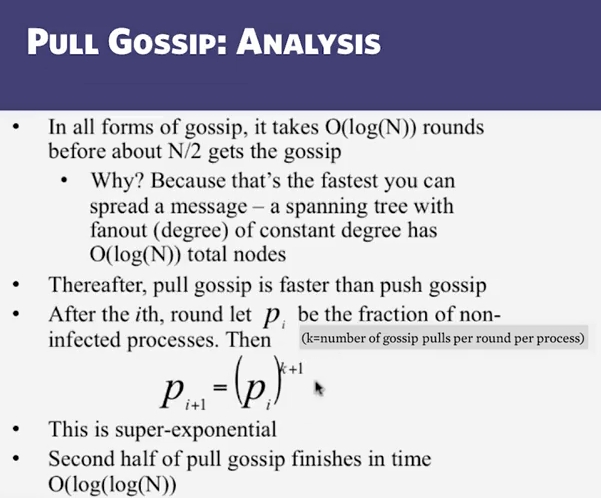 PULL GOSSIP: ANALYSIS
• In all forms of gossip, it takes O(log(N)) rounds
before about N/2 gets the gossip
• Why? Because that's the fastest you can
spread a message – a spanning tree with
fanout (degree) of constant degree has
O(log(N)) total nodes
• Thereafter, pull gossip is faster than push gossip
• After the ith, round let p_i be the fraction of non-
infected processes. Then (k=number of gossip pulls per round per process)
p_{i+1} = (p_i)^{k+1}
• This is super-exponential
• Second half of pull gossip finishes in time
O(log(log(N))